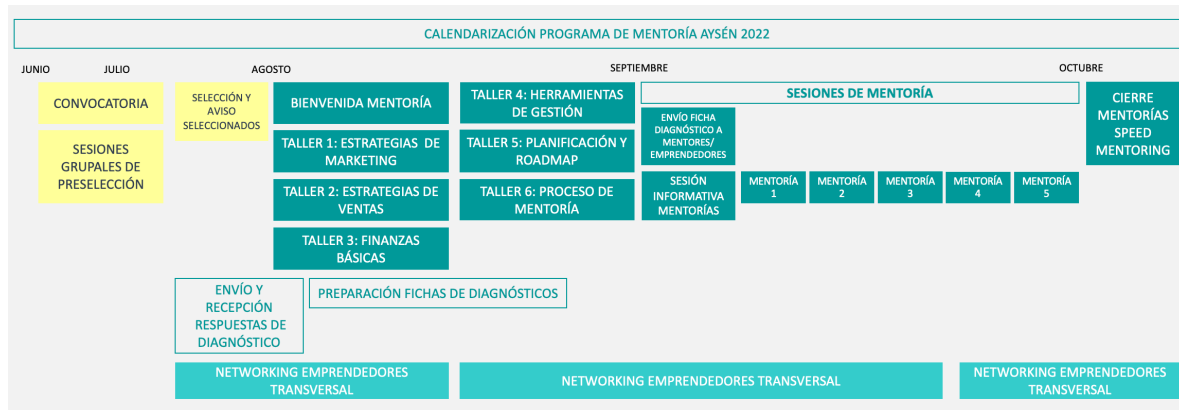 CALENDARIZACIÓN PROGRAMA DE MENTORÍA AYSÉN 2022
JUNIO
JULIO
AGOSTO
SEPTIEMBRE
OCTUBRE
CONVOCATORIA
SESIONES
GRUPALES DE
PRESELECCIÓN
SELECCIÓN Y
AVISO
SELECCIONADOS
BIENVENIDA MENTORÍA
TALLER 1: ESTRATEGIAS DE
MARKETING
TALLER 2: ESTRATEGIAS DE
VENTAS
TALLER 3: FINANZAS
BÁSICAS
TALLER 4: HERRAMIENTAS
DE GESTIÓN
TALLER 5: PLANIFICACIÓN Y
ROADMAP
TALLER 6: PROCESO DE
MENTORÍA
SESIONES DE MENTORÍA
ENVÍO FICHA
DIAGNÓSTICO A
MENTORES/
EMPRENDEDORES
SESIÓN
INFORMATIVA
MENTORÍAS
MENTORÍA
1
MENTORÍA
2
MENTORÍA
3
MENTORÍA
4
MENTORÍA
5
CIERRE
MENTORÍAS
SPEED
MENTORING
ENVÍO Y
RECEPCIÓN
RESPUESTAS DE
DIAGNÓSTICO
PREPARACIÓN FICHAS DE DIAGNÓSTICOS
NETWORKING EMPRENDEDORES
TRANSVERSAL
NETWORKING EMPRENDEDORES TRANSVERSAL
NETWORKING EMPRENDEDORES
TRANSVERSAL